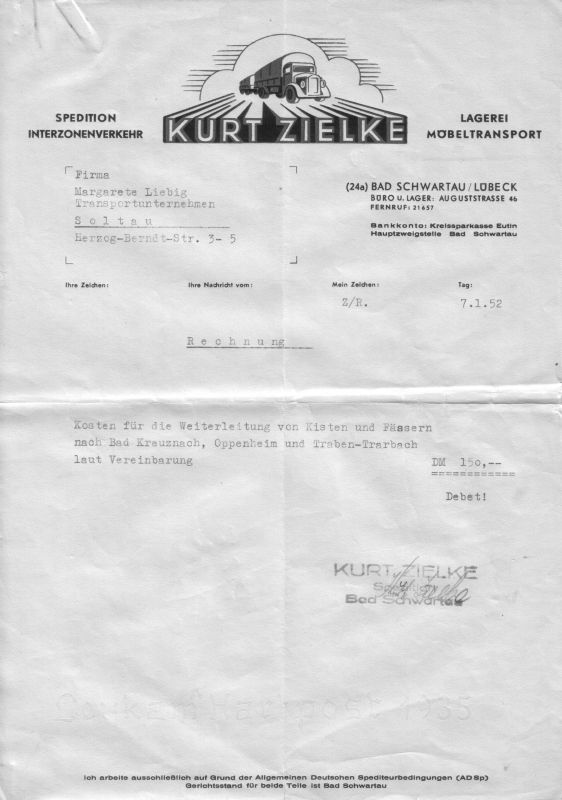 SPEDITION
INTERZONENVERKEHR
KURT ZIELKE
LAGEREI
MÖBELTRANSPORT
Firma
Margarete Liebig
Transportunternehmen
Soltau
Herzog-Berndt-Str. 3-5
(24a) BAD SCHWARTAU/LÜBECK
BÜRO U. LAGER: AUGUSTSTRASSE 46
FERNRUF: 21657
Bankkonto: Kreissparkasse Eutin
Hauptzweigstelle Bad Schwartau
Ihre Zeichen: Ihre Nachricht vom: Mein Zeichen: Tag:
Z/R. 7.1.52
Rechnung
Kosten für die Weiterleitung von Kisten und Fässern
nach Bad Kreuznach, Oppenheim und Traben-Trarbach
laut Vereinbarung DM 150,--
Debet!
KURT ZIELKE
Spedition
Bad Schwartau
Ich arbeite ausschließlich auf Grund der Allgemeinen Deutschen Spediteurbedingungen (ADSp)
Gerichtsstand für beide Teile ist Bad Schwartau